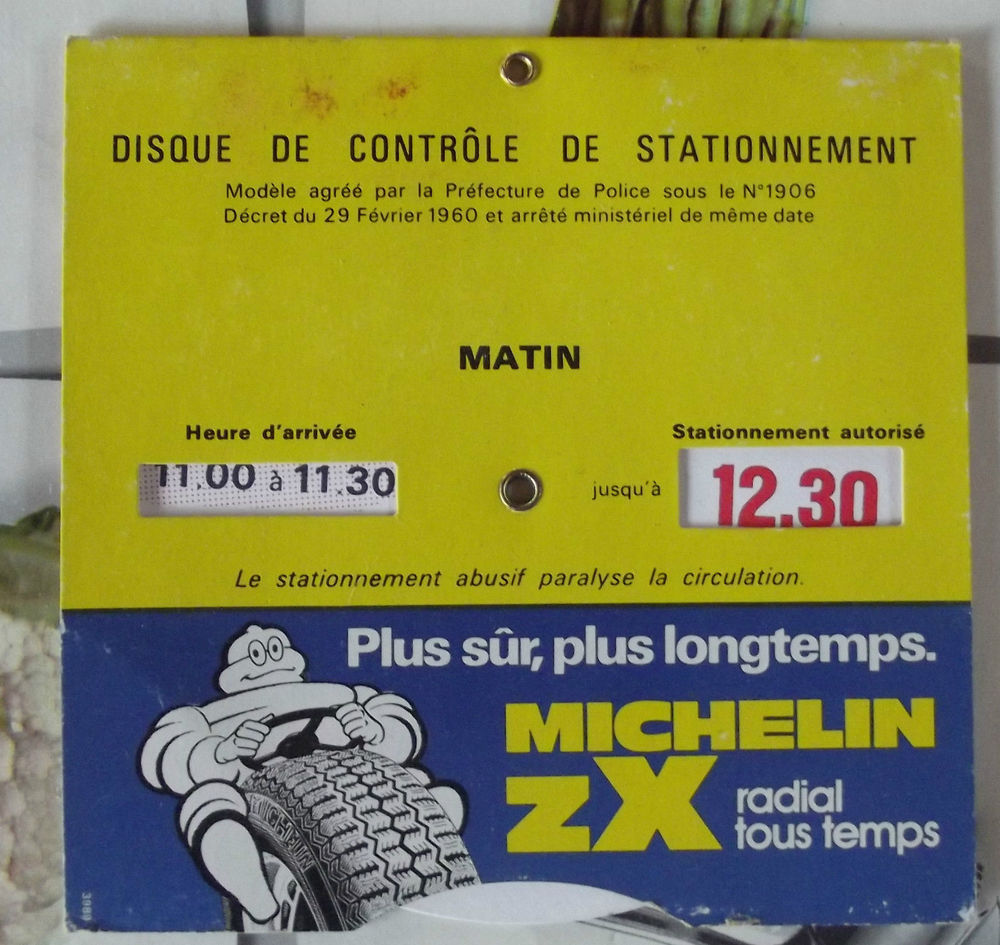 DISQUE DE CONTRÔLE DE STATIONNEMENT
Modèle agréé par la Préfecture de Police sous le N°1906
Décret du 29 Février 1960 et arrêté ministériel de même date
MATIN
Heure d'arrivée
11.00 à 11.30
Stationnement autorisé
jusqu'à 12.30
Le stationnement abusif paralyse la circulation.
Plus sûr, plus longtemps.
MICHELIN
ZX radial
tous temps
MICHELIN